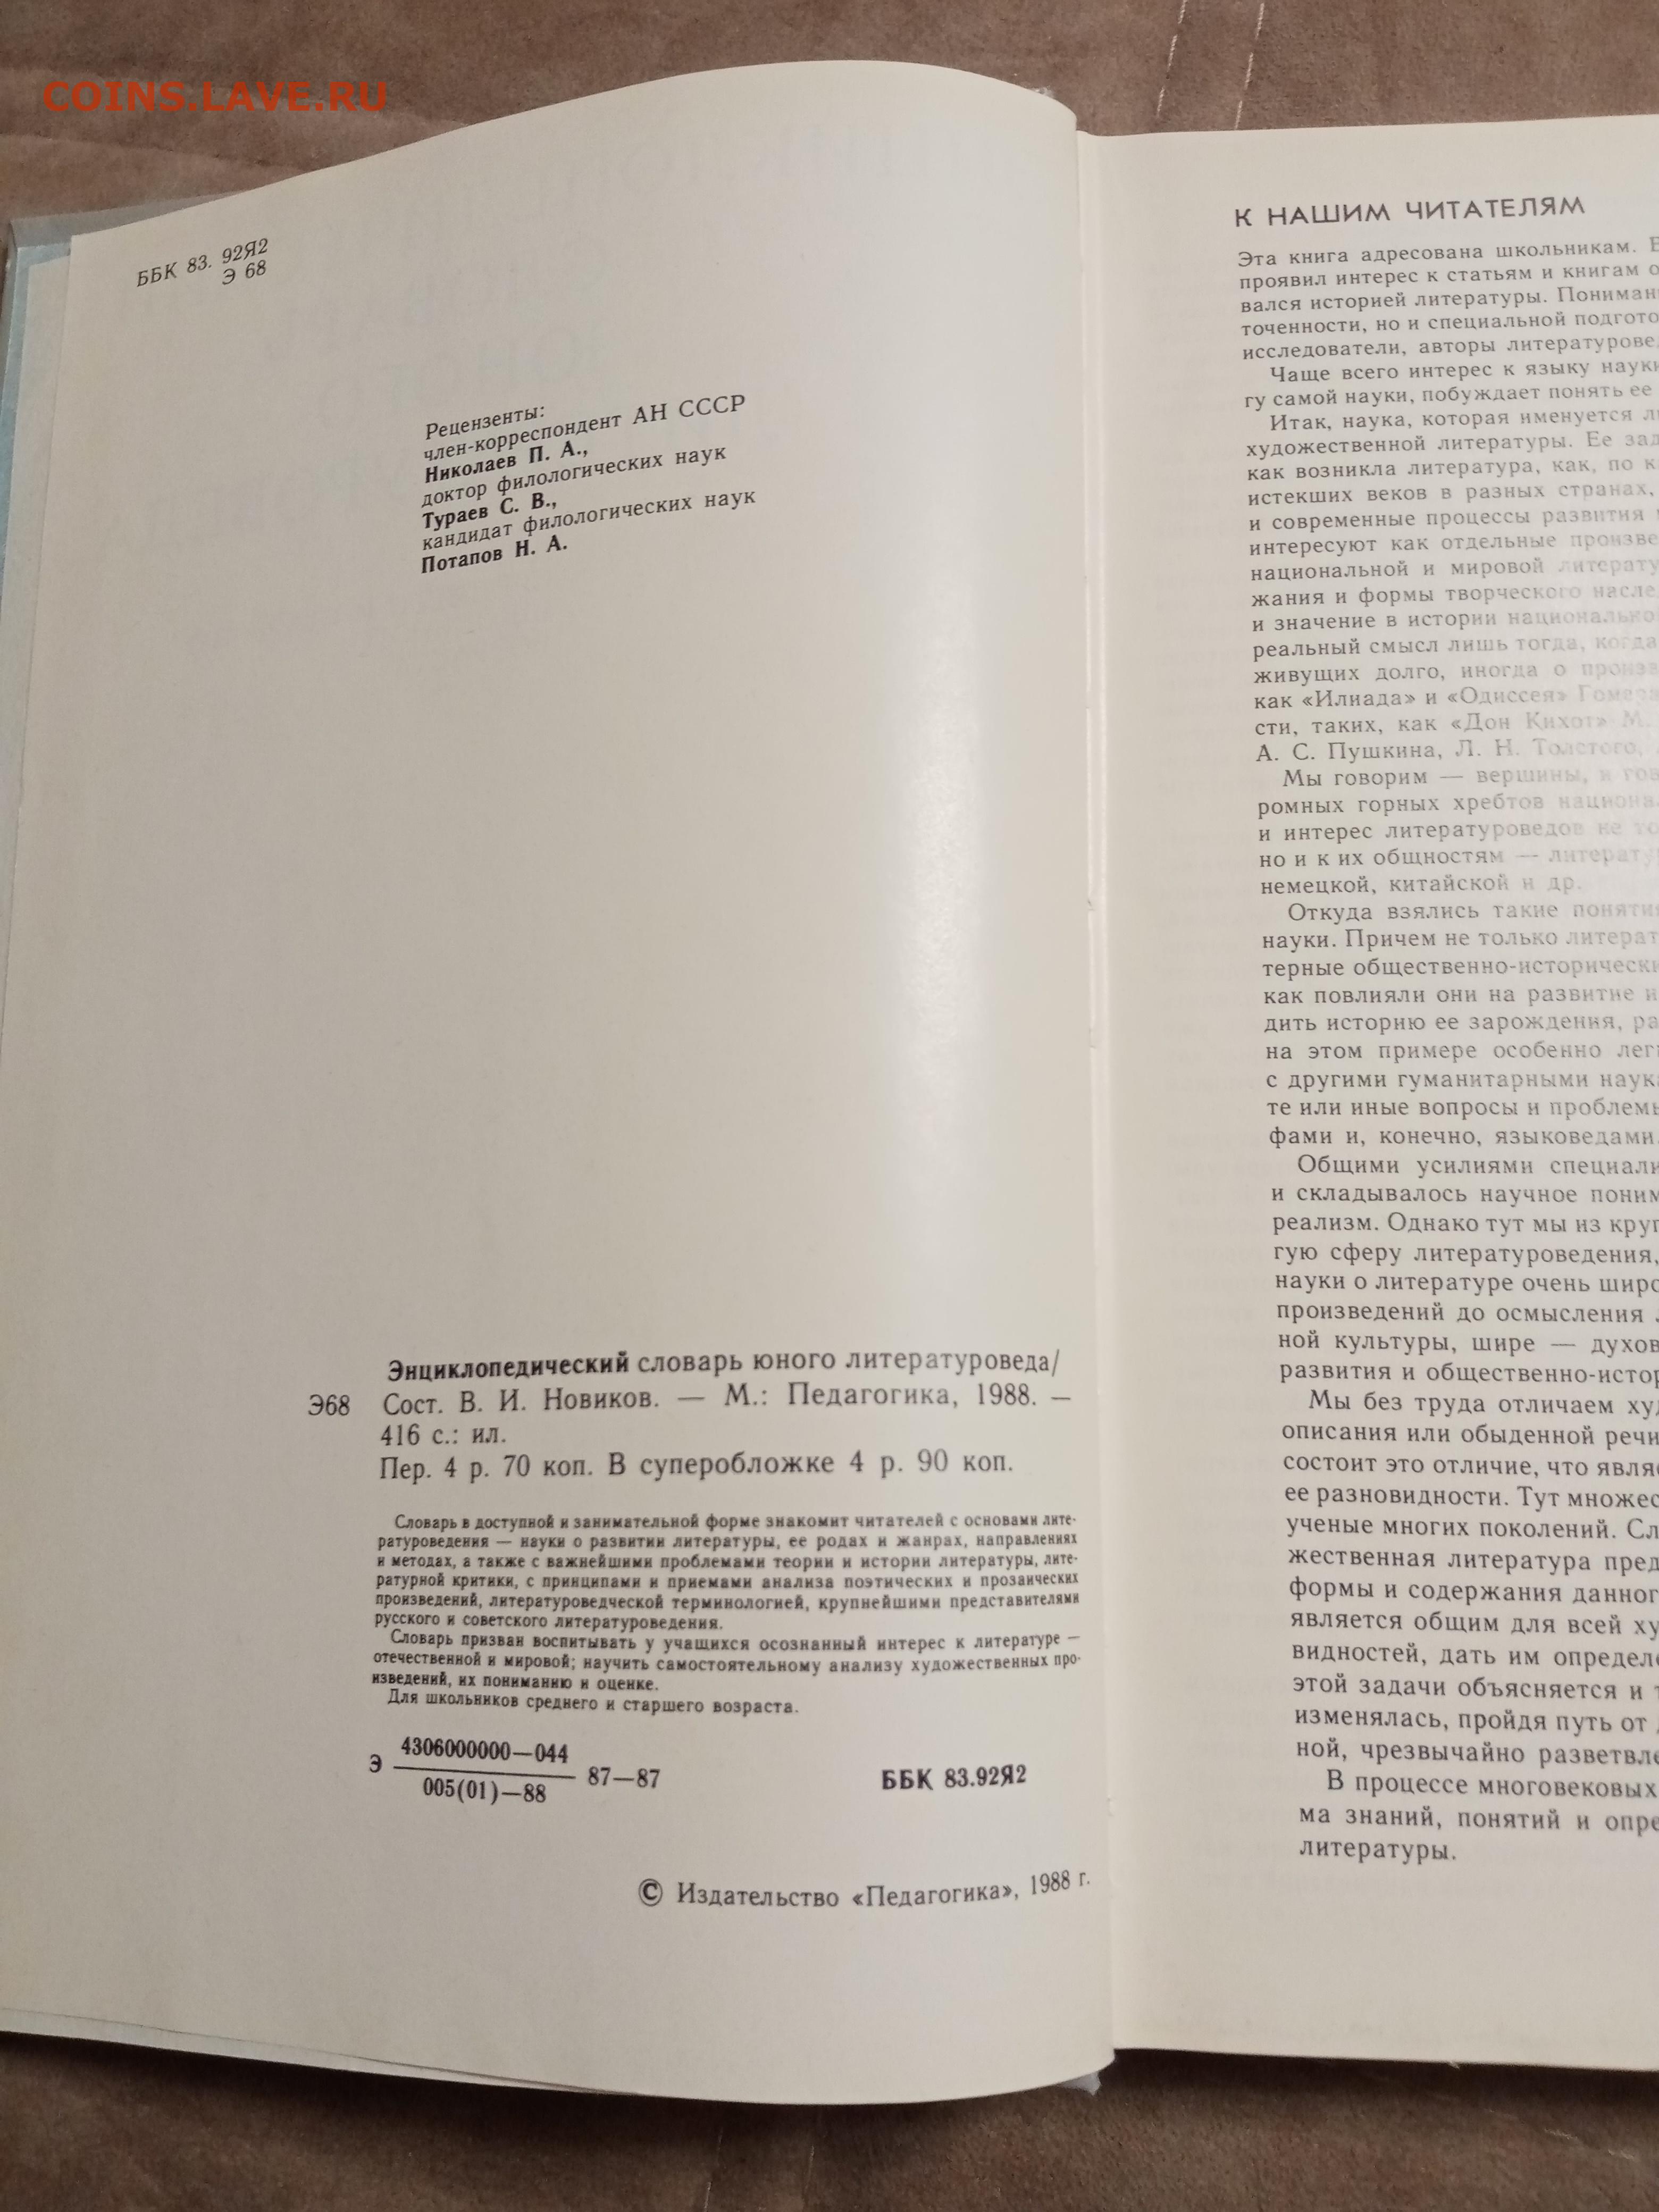 COINS.LAVE.RU
ББК 83. 92Я2
Э 68
Рецензенты:
член-корреспондент АН СССР
Николаев П. А.,
доктор филологических наук
Тураев С. В.,
кандидат филологических наук
Потапов Н. А.
Энциклопедический словарь юного литературоведа/
Э68 Сост. В. И. Новиков. — М.: Педагогика, 1988. —
416 с.: ил.
Пер. 4 р. 70 коп. В суперобложке 4 р. 90 коп.
Словарь в доступной и занимательной форме знакомит читателей с основами лите-
ратуроведения — науки о развитии литературы, ее родах и жанрах, направлениях
и методах, а также с важнейшими проблемами теории и истории литературы, лите-
ратурной критики, с принципами и приемами анализа поэтических и прозаических
произведений, литературоведческой терминологией, крупнейшими представителями
русского и советского литературоведения.
Словарь призван воспитывать у учащихся осознанный интерес к литературе —
отечественной и мировой; научить самостоятельному анализу художественных про-
изведений, их пониманию и оценке.
Для школьников среднего и старшего возраста.
Э 4306000000—044
005(01)—88 87—87 ББК 83.92Я2
© Издательство «Педагогика», 1988 г.
К НАШИМ ЧИТАТЕЛЯМ
Эта книга адресована школьникам.
проявил интерес к статьям и книгам
вался историей литературы.
точенности, но и специальной
исследователи, авторы
Чаще всего интерес к языку
гу самой науки, побуждает понять ее
Итак, наука, которая именуется
художественной литературы. Ее
как возникла литература, как, по
истекших веков в разных странах,
и современные процессы развития
интересуют как отдельные
национальной и мировой
жания и формы творческого
и значение в истории
реальный смысл лишь тогда, когда
живущих долго, иногда о
как «Илиада» и «Одиссея» Гомера
сти, таких, как «Дон Кихот» М.
А. С. Пушкина, Л. Н. Толстого,
Мы говорим — вершины, и
ромных горных хребтов
и интерес литературоведов не
но и к их общностям —
немецкой, китайской и др.
Откуда взялись такие
науки. Причем не только
терные
как повлияли они на развитие
дить историю ее зарождения,
на этом примере особенно
с другими гуманитарными
те или иные вопросы и
фами и, конечно, языковедами.
Общими усилиями
и складывалось научное
реализм. Однако тут мы из
гую сферу литературоведения,
науки о литературе очень
произведений до осмысления
ной культуры, шире —
развития и
Мы без труда отличаем
описания или обыденной речи
состоит это отличие, что
ее разновидности. Тут
ученые многих поколений.
жественная литература
формы и содержания
является общим для всей
видностей, дать им
этой задачи объясняется и
изменялась, пройдя путь от
ной, чрезвычайно
В процессе многовековых
ма знаний, понятий и
литературы.